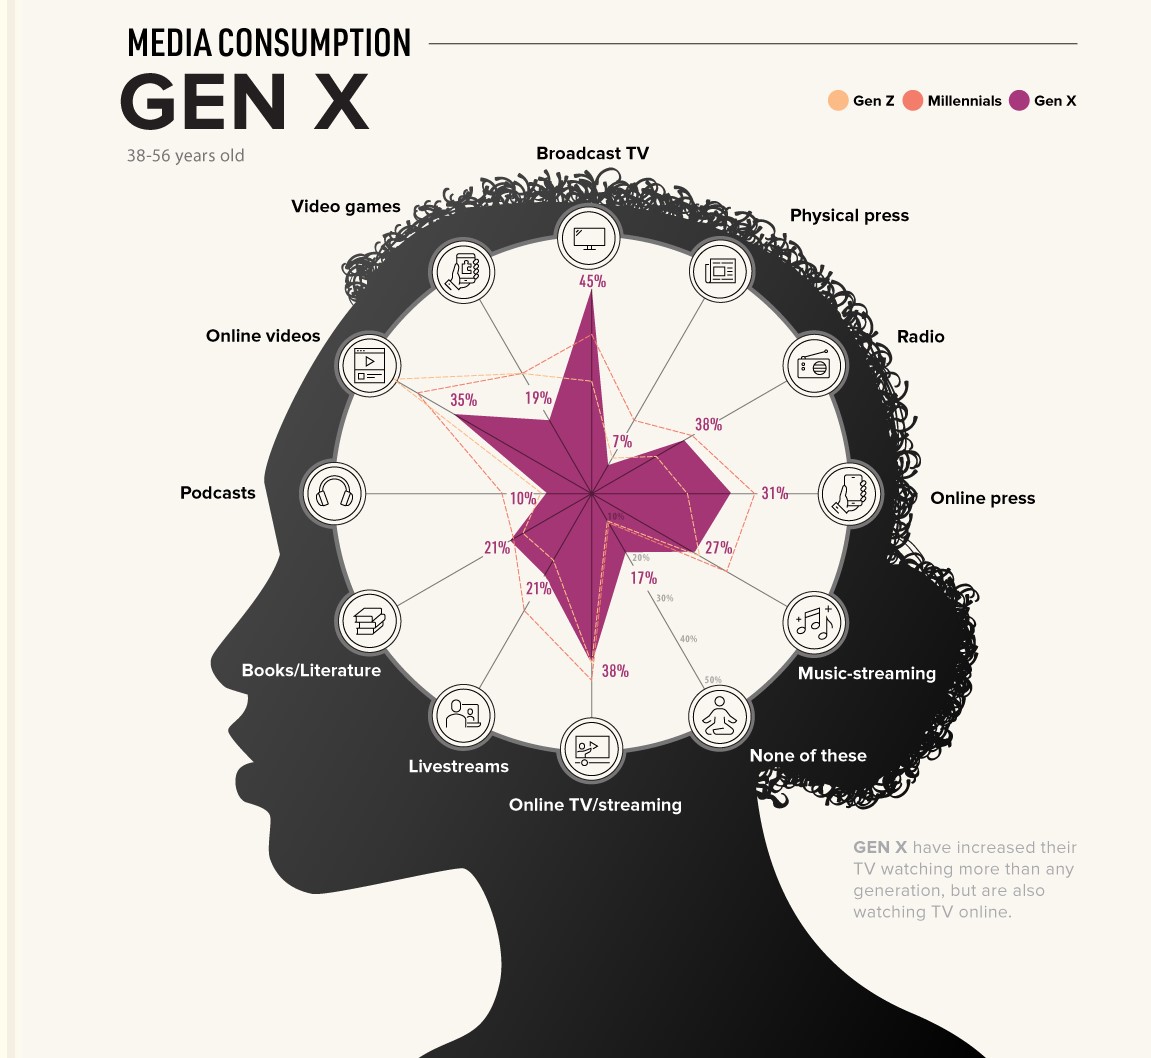 MEDIA CONSUMPTION
GEN X
38-56 years old
Gen Z
Millennials
Gen X
Broadcast TV
Video games
Physical press
Online videos
Radio
Podcasts
Online press
Books/Literature
Music-streaming
Livestreams
None of these
Online TV/streaming
45%
35%
19%
7%
38%
31%
10%
10%
21%
27%
20%
17%
21%
30%
40%
38%
50%
GEN X have increased their
TV watching more than any
generation, but are also
watching TV online.